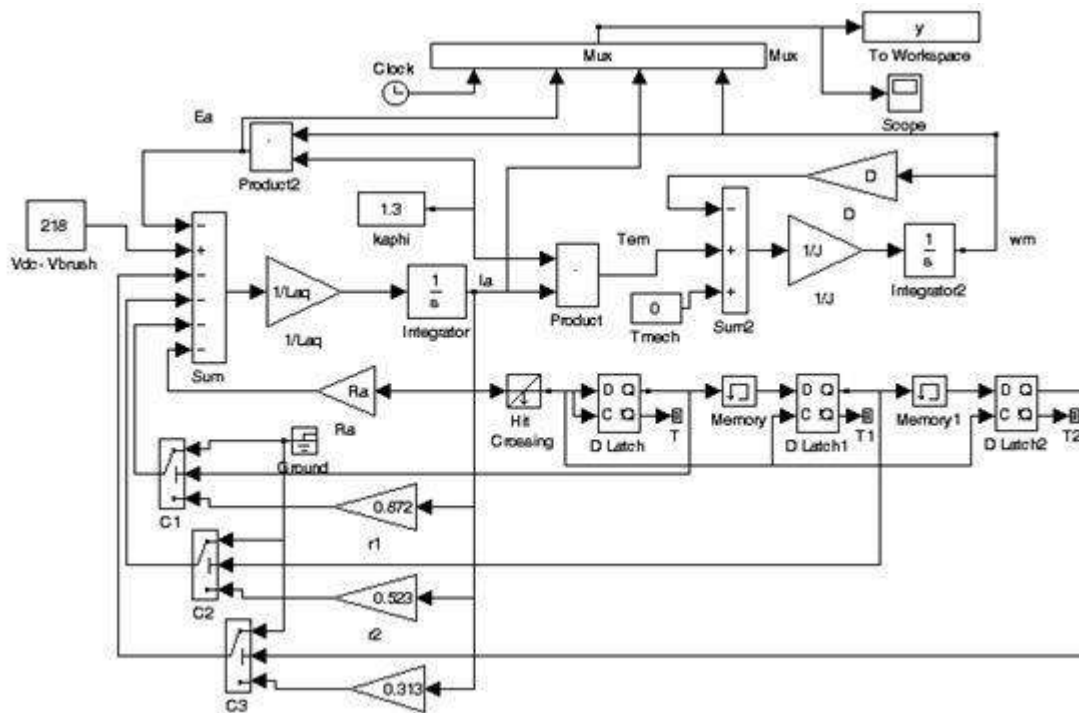 y
Mux
Mux
To Workspace
Clock
Scope
Ea
Product2
D
D
218
Vdc- Vbrush
1.3
kaphi
Tem
wm
1/Laq
1/Laq
1
s
Integrator
Ia
Product
0
Tmech
Sum2
1/J
1/J
1
s
Integrator2
Sum
Ra
Ra
Hit
Crossing
D Q
C !Q
D Latch
T
Memory
D Q
C !Q
D Latch1
T1
Memory1
D Q
C !Q
D Latch2
T2
Ground
C1
0.872
r1
C2
0.523
r2
C3
0.313